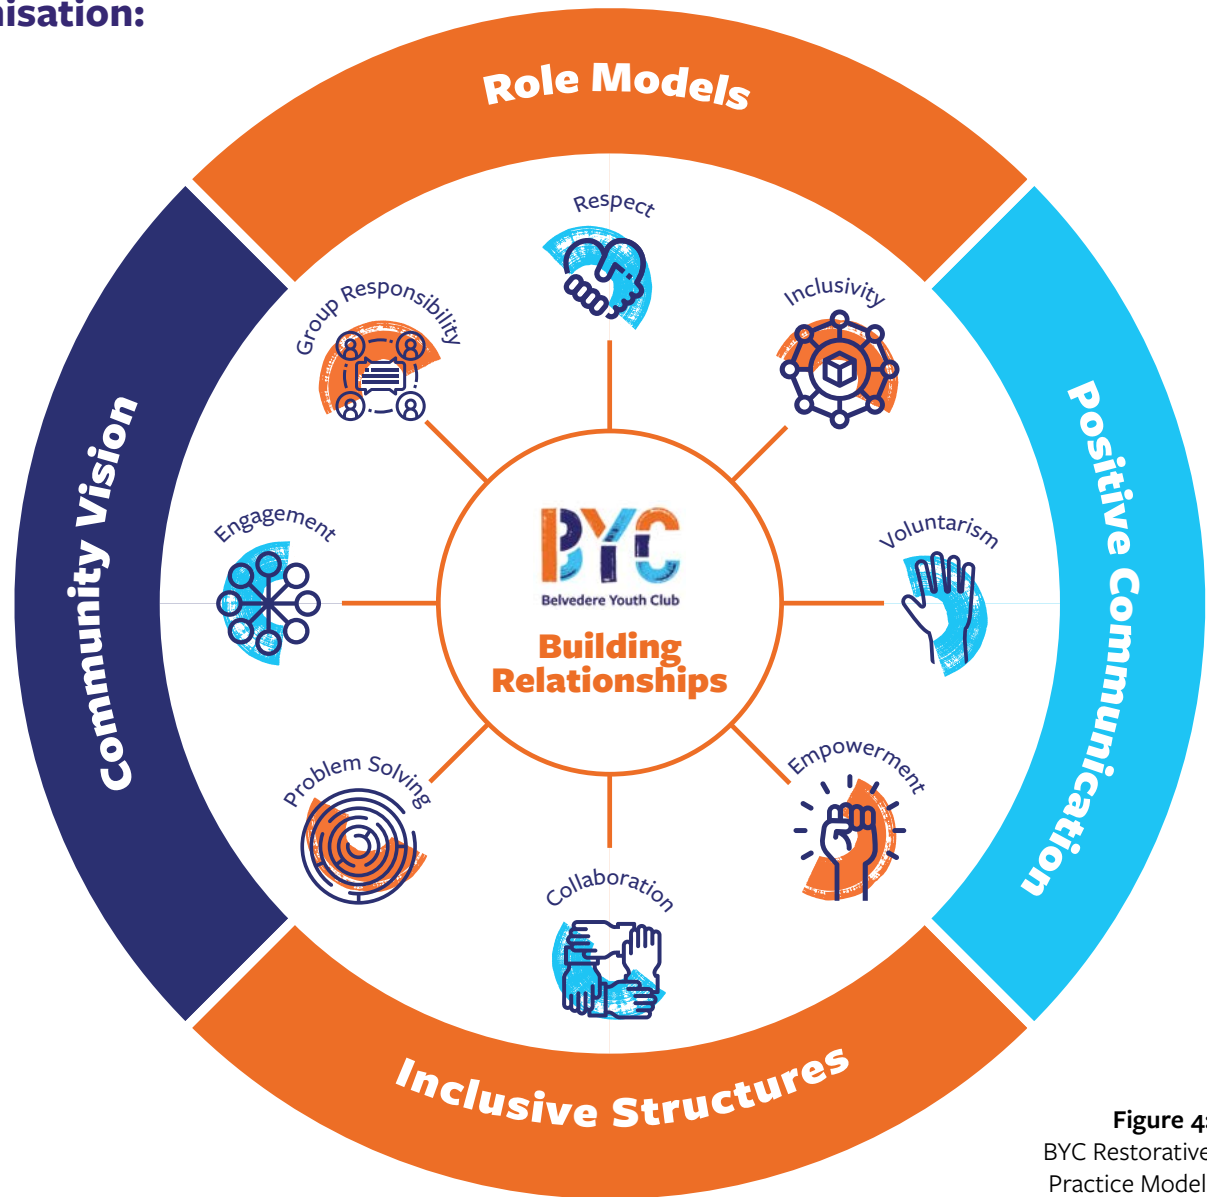 nisation:
Role Models
Respect
Inclusivity
Group Responsibility
Positive Communication
Community Vision
Engagement
Voluntarism
BYC
Belvedere Youth Club
Building
Relationships
Problem Solving
Empowerment
Collaboration
Inclusive Structures
Figure 4:
BYC Restorative
Practice Model